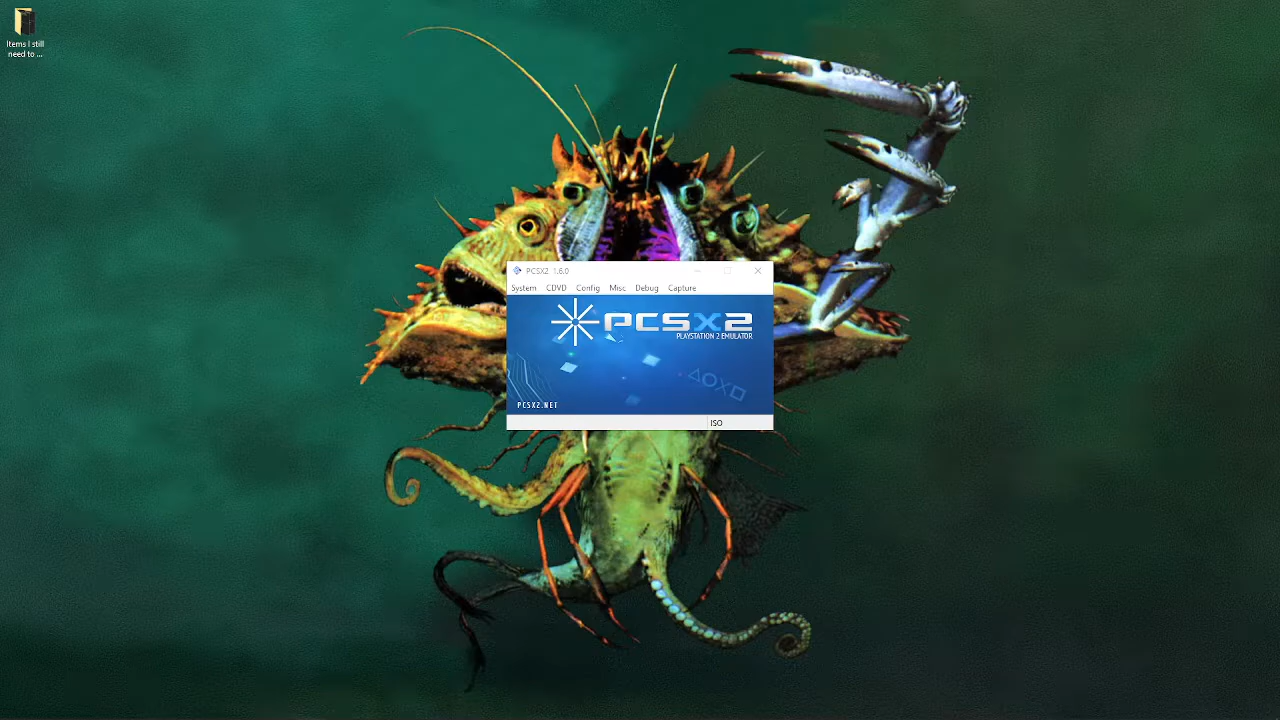 Items I still
need to ...
PCSX2 1.6.0
System CDVD Config Misc Debug Capture
PCSX2
PLAYSTATION 2 EMULATOR
PCSX2.NET
ISO